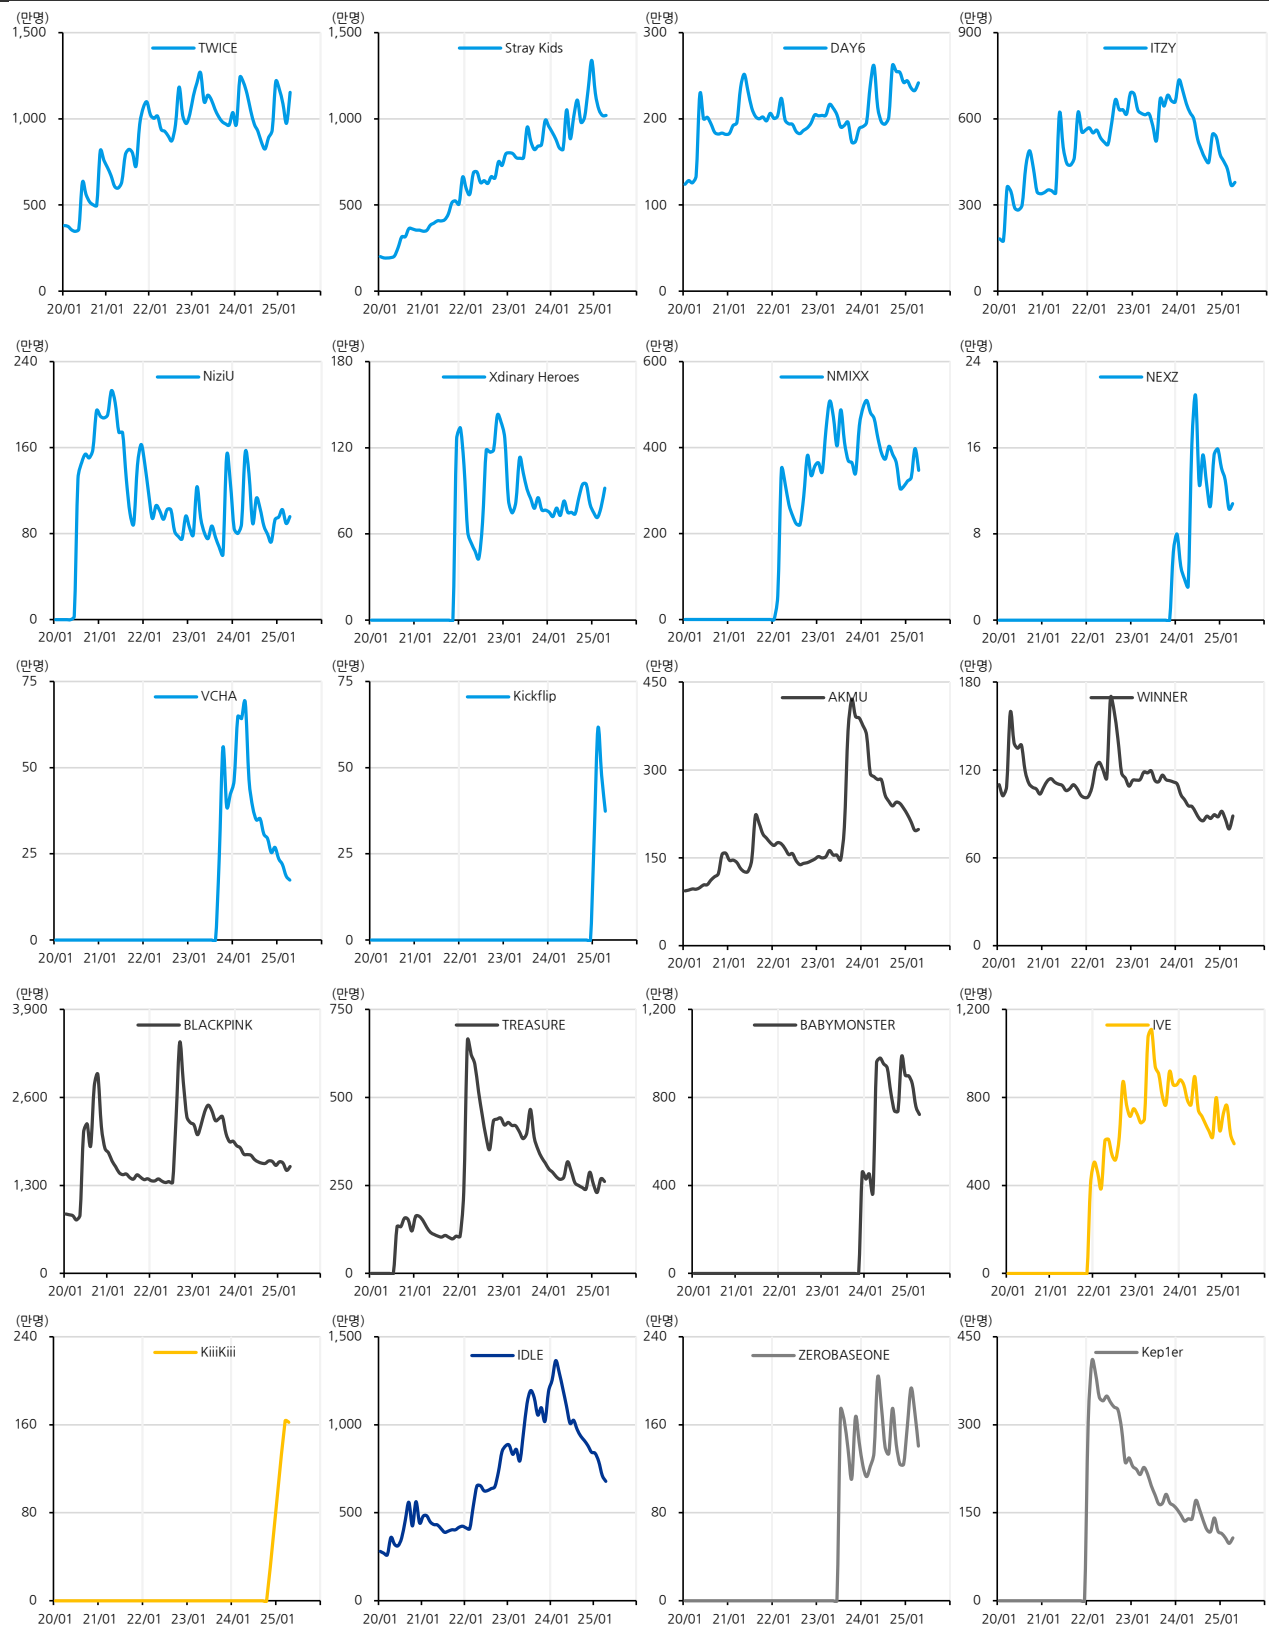 (만명) (만명) (만명) (만명)
1,500 1,500 300 900
TWICE Stray Kids DAY6 ITZY
1,000 1,000 200 600
500 500 100 300
0 0 0 0
20/01 21/01 22/01 23/01 24/01 25/01 20/01 21/01 22/01 23/01 24/01 25/01 20/01 21/01 22/01 23/01 24/01 25/01 20/01 21/01 22/01 23/01 24/01 25/01
(만명) (만명) (만명) (만명)
240 180 600 24
NiziU Xdinary Heroes NMIXX NEXZ
160 120 400 16
80 60 200 8
0 0 0 0
20/01 21/01 22/01 23/01 24/01 25/01 20/01 21/01 22/01 23/01 24/01 25/01 20/01 21/01 22/01 23/01 24/01 25/01 20/01 21/01 22/01 23/01 24/01 25/01
(만명) (만명) (만명) (만명)
75 75 450 180
VCHA Kickflip AKMU WINNER
50 50 300 120
25 25 150 60
0 0 0 0
20/01 21/01 22/01 23/01 24/01 25/01 20/01 21/01 22/01 23/01 24/01 25/01 20/01 21/01 22/01 23/01 24/01 25/01 20/01 21/01 22/01 23/01 24/01 25/01
(만명) (만명) (만명) (만명)
3,900 750 1,200 1,200
BLACKPINK TREASURE BABYMONSTER IVE
2,600 500 800 800
1,300 250 400 400
0 0 0 0
20/01 21/01 22/01 23/01 24/01 25/01 20/01 21/01 22/01 23/01 24/01 25/01 20/01 21/01 22/01 23/01 24/01 25/01 20/01 21/01 22/01 23/01 24/01 25/01
(만명) (만명) (만명) (만명)
240 1,500 240 450
KiiiKiii IDLE ZEROBASEONE Kep1er
160 1,000 160 300
80 500 80 150
0 0 0 0
20/01 21/01 22/01 23/01 24/01 25/01 20/01 21/01 22/01 23/01 24/01 25/01 20/01 21/01 22/01 23/01 24/01 25/01 20/01 21/01 22/01 23/01 24/01 25/01